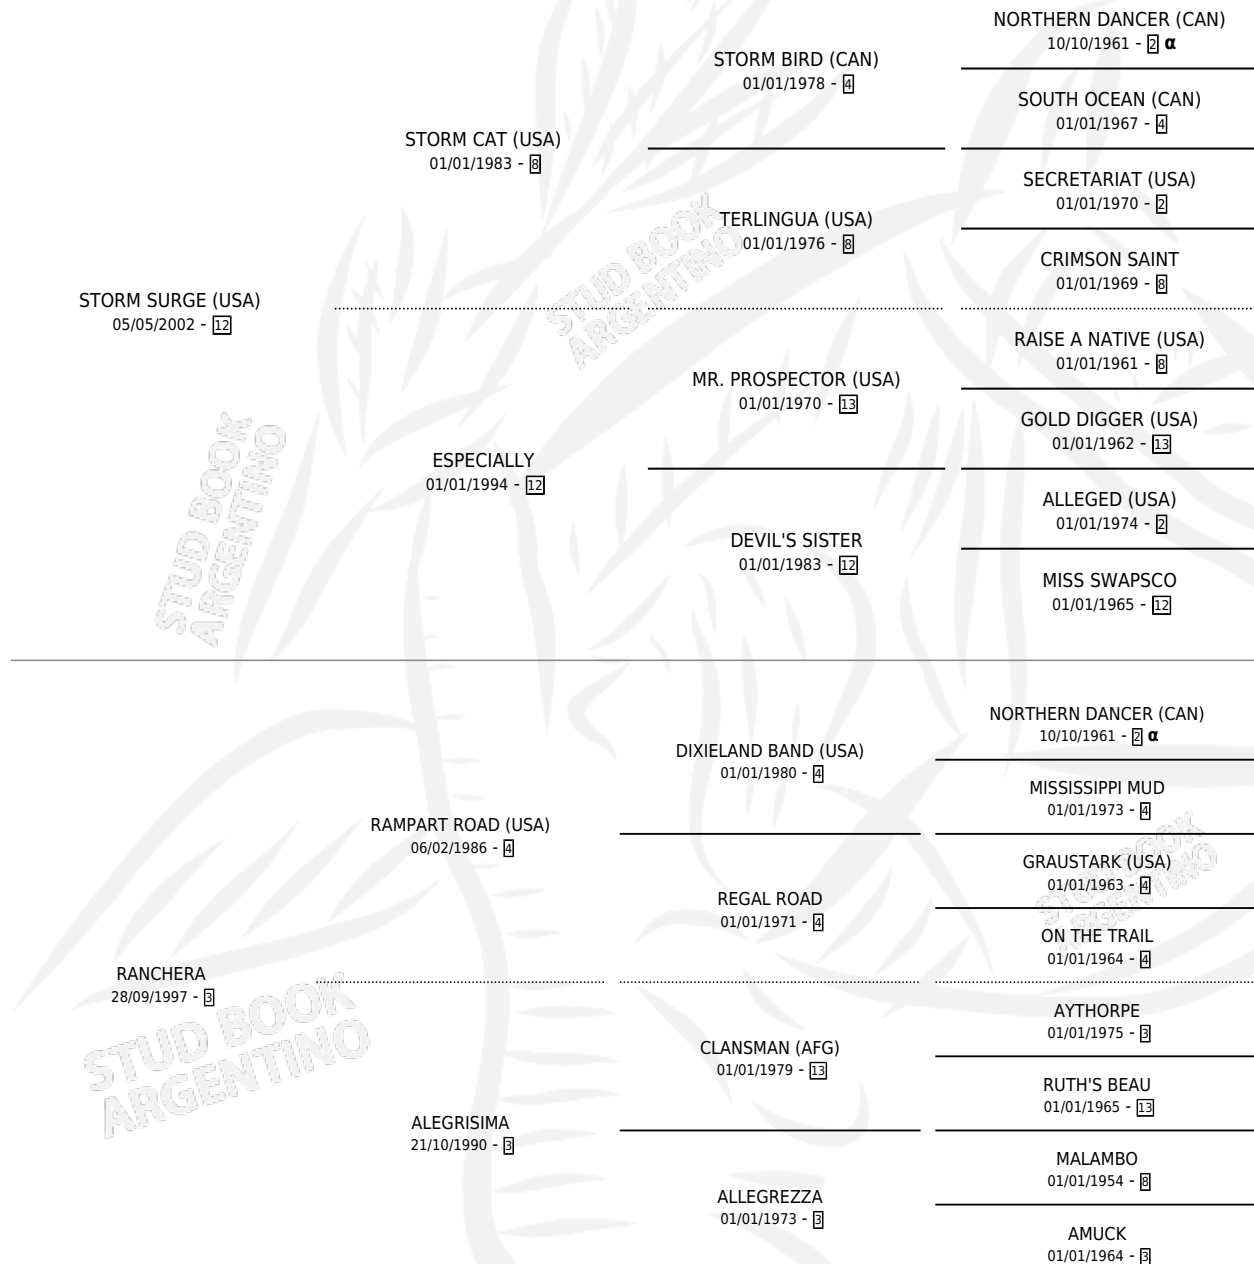 NORTHERN DANCER (CAN)
10/10/1961 - 2 α
STORM BIRD (CAN)
01/01/1978 - 4
SOUTH OCEAN (CAN)
01/01/1967 - 4
STORM CAT (USA)
01/01/1983 - 8
SECRETARIAT (USA)
01/01/1970 - 2
TERLINGUA (USA)
01/01/1976 - 8
CRIMSON SAINT
01/01/1969 - 8
STORM SURGE (USA)
05/05/2002 - 12
RAISE A NATIVE (USA)
01/01/1961 - 8
MR. PROSPECTOR (USA)
01/01/1970 - 13
GOLD DIGGER (USA)
01/01/1962 - 13
ESPECIALLY
01/01/1994 - 12
ALLEGED (USA)
01/01/1974 - 2
DEVIL'S SISTER
01/01/1983 - 12
MISS SWAPSCO
01/01/1965 - 12
NORTHERN DANCER (CAN)
10/10/1961 - 2 α
DIXIELAND BAND (USA)
01/01/1980 - 4
MISSISSIPPI MUD
01/01/1973 - 4
RAMPART ROAD (USA)
06/02/1986 - 4
GRAUSTARK (USA)
01/01/1963 - 4
REGAL ROAD
01/01/1971 - 4
ON THE TRAIL
01/01/1964 - 4
RANCHERA
28/09/1997 - 3
AYTHORPE
01/01/1975 - 3
CLANSMAN (AFG)
01/01/1979 - 13
RUTH'S BEAU
01/01/1965 - 13
ALEGRISIMA
21/10/1990 - 3
MALAMBO
01/01/1954 - 8
ALLEGREZZA
01/01/1973 - 3
AMUCK
01/01/1964 - 3
STUD BOOK
ARGENTINO
STUD BOOK
ARGENTINO
STUD BOOK
ARGENTINO
STUD BOOK
ARGENTINO